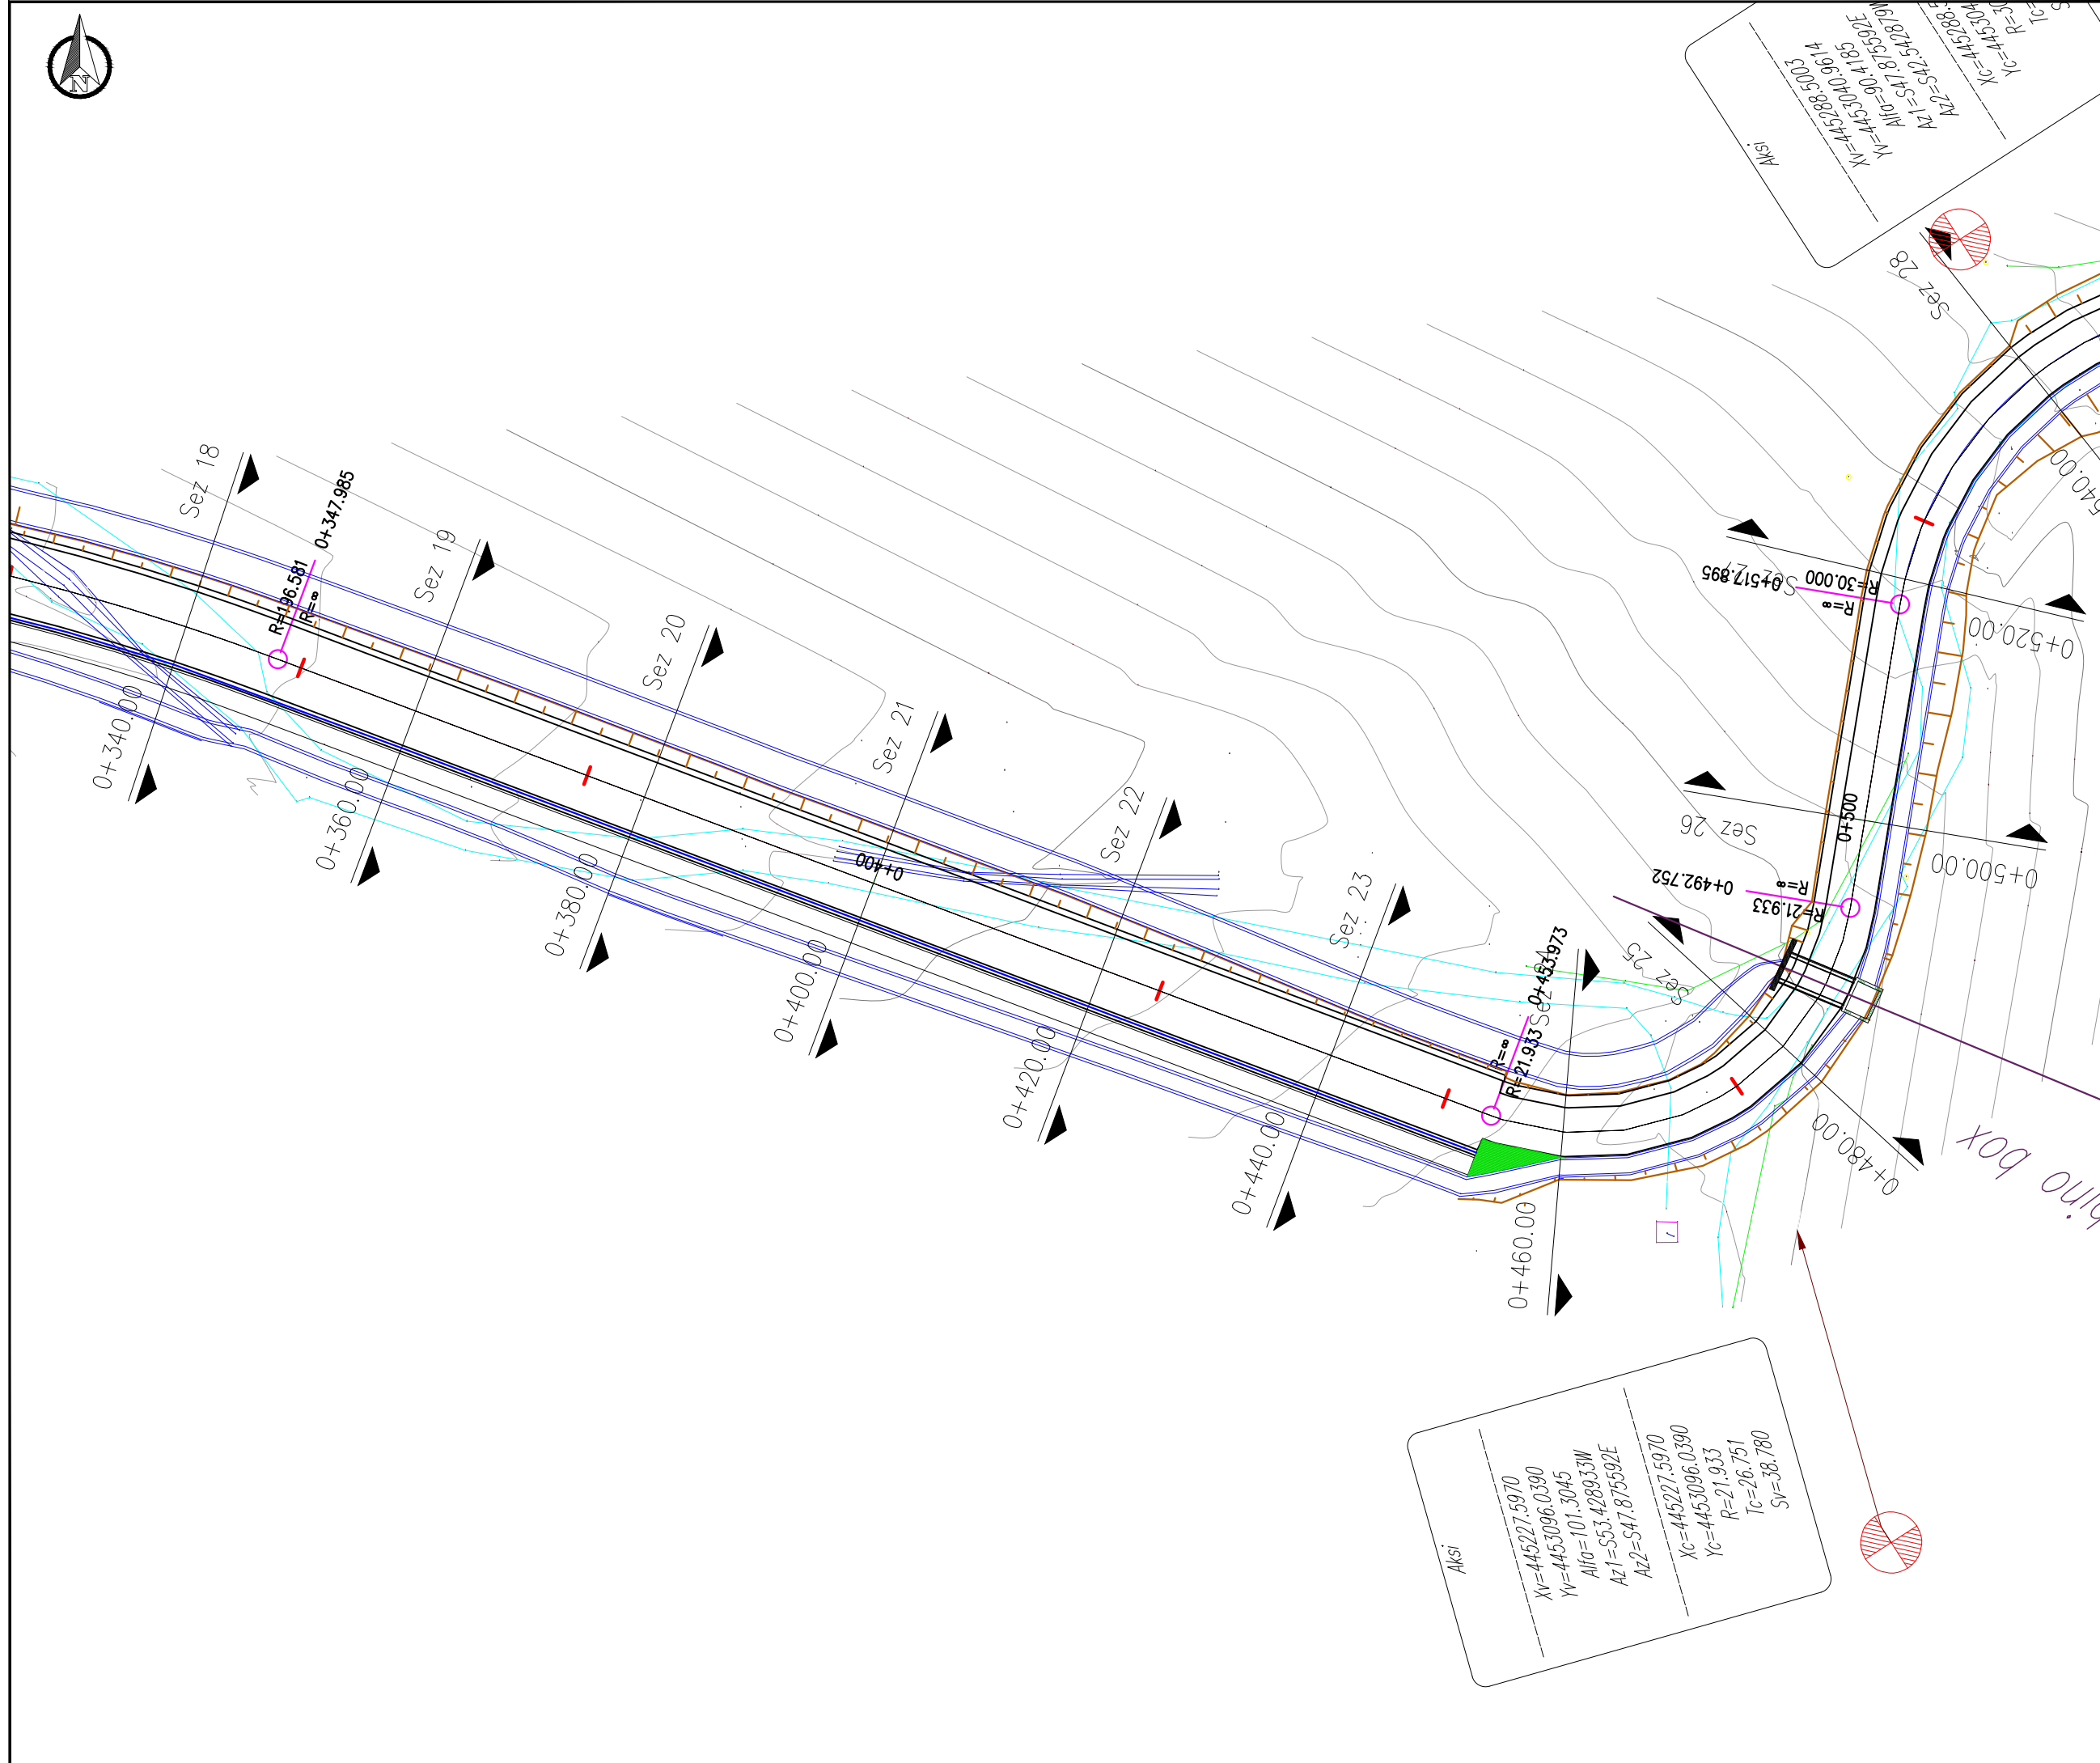 N
Aksi
Xv=445288.5003
Yv=4453040.9614
Alfa=90.4185
Az1=S47.875592E
Az2=S42.542879W
Sez 18
0+347.985
R=196.581
R=∞
0+340.00
Sez 19
0+360.00
Sez 20
0+380.00
Sez 21
0+400
0+400.00
Sez 22
0+420.00
Sez 23
0+440.00
0+453.973
R=∞
R=21.933
0+460.00
Sez 25
0+480.00
0+492.752
R=∞
R=21.933
Sez 26
0+500
0+500.00
0+517.895
R=30.000
R=∞
0+520.00
Sez 28
540.00
box
Aksi
Xv=445227.5970
Yv=4453096.0390
Alfa=101.3045
Az1=S53.428933W
Az2=S47.875592E
Xc=445227.5970
Yc=4453096.0390
R=21.933
Tc=26.751
Sv=38.780